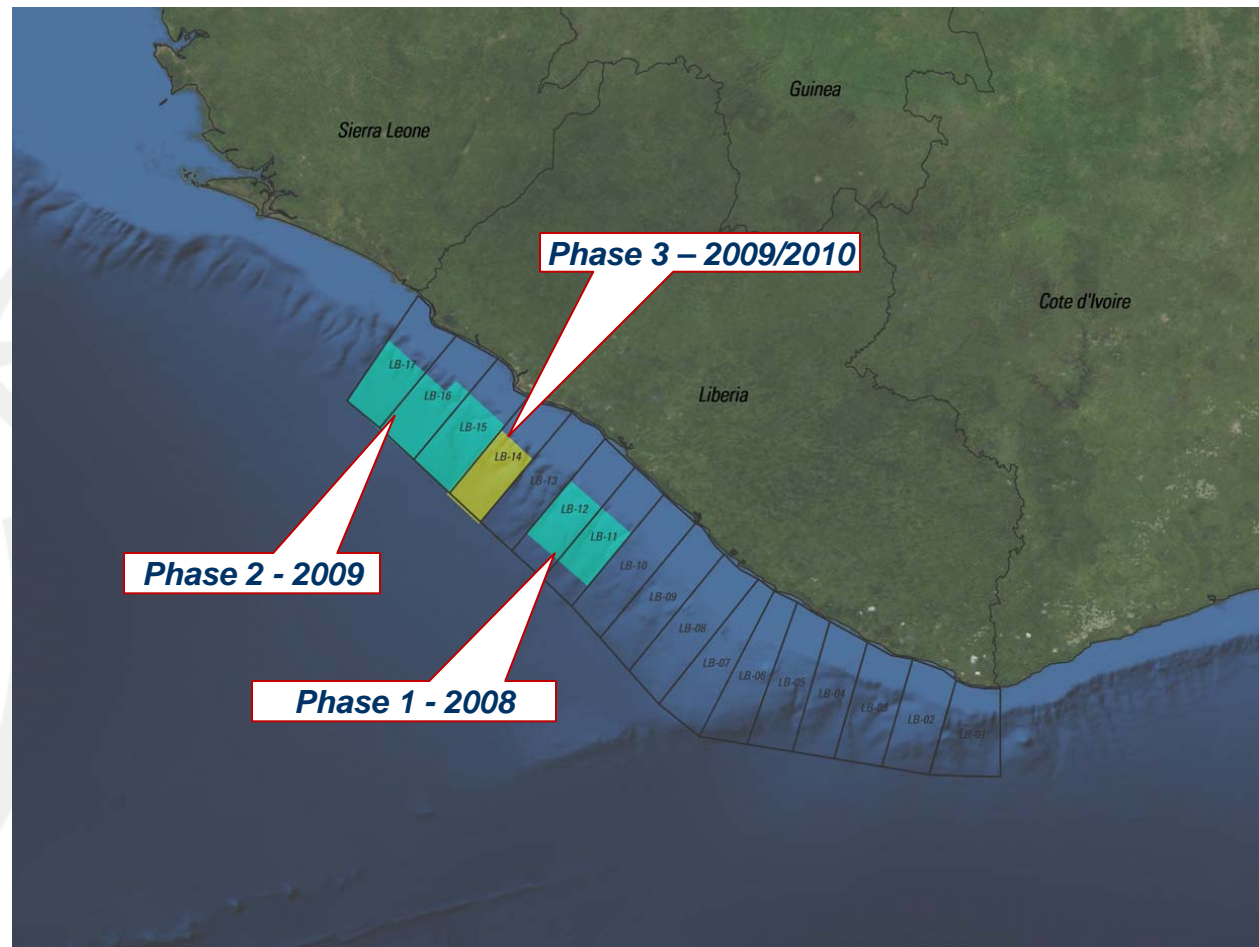 Guinea
Sierra Leone
Phase 3 – 2009/2010
Cote d'Ivoire
LB-17
LB-16
Liberia
LB-15
LB-14
LB-13
LB-12
LB-11
Phase 2 - 2009
LB-10
LB-09
LB-08
LB-07
LB-06
LB-05
LB-04
LB-03
LB-02
LB-01
Phase 1 - 2008